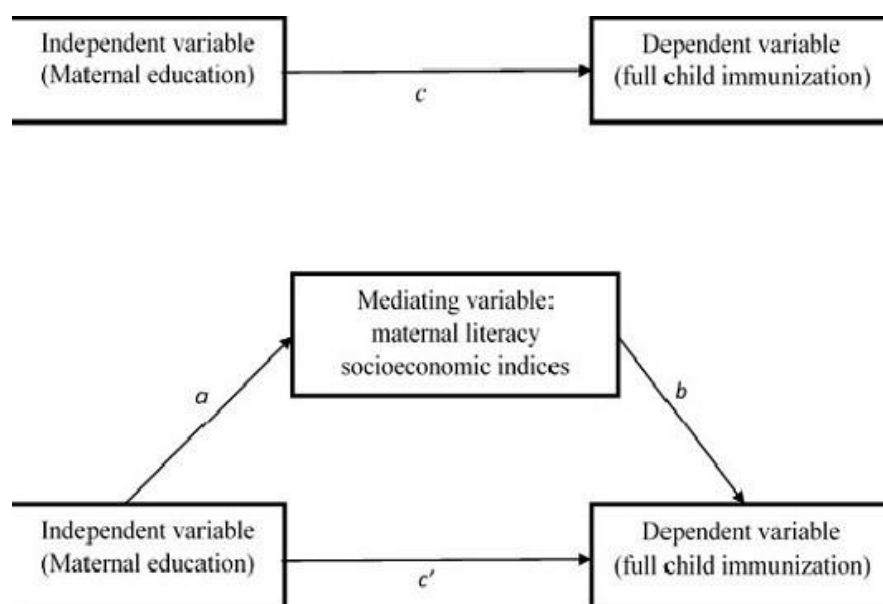 Independent variable
(Maternal education)
Dependent variable
(full child immunization)
c
Mediating variable:
maternal literacy
socioeconomic indices
a
b
Independent variable
(Maternal education)
Dependent variable
(full child immunization)
c'